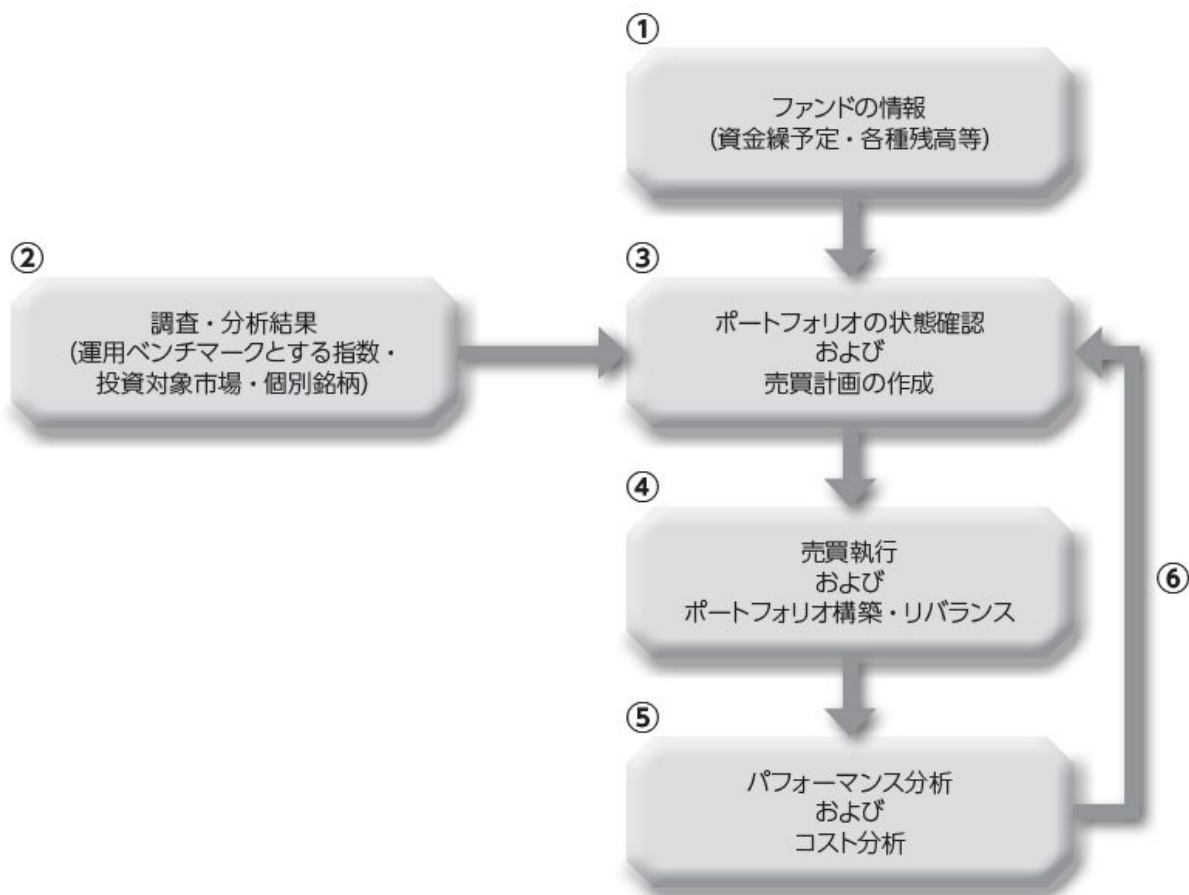 ①
ファンドの情報
(資金繰予定・各種残高等)
②
調査・分析結果
(運用ベンチマークとする指数・
投資対象市場・個別銘柄)
③
ポートフォリオの状態確認
および
売買計画の作成
④
売買執行
および
ポートフォリオ構築・リバランス
⑤
パフォーマンス分析
および
コスト分析
⑥